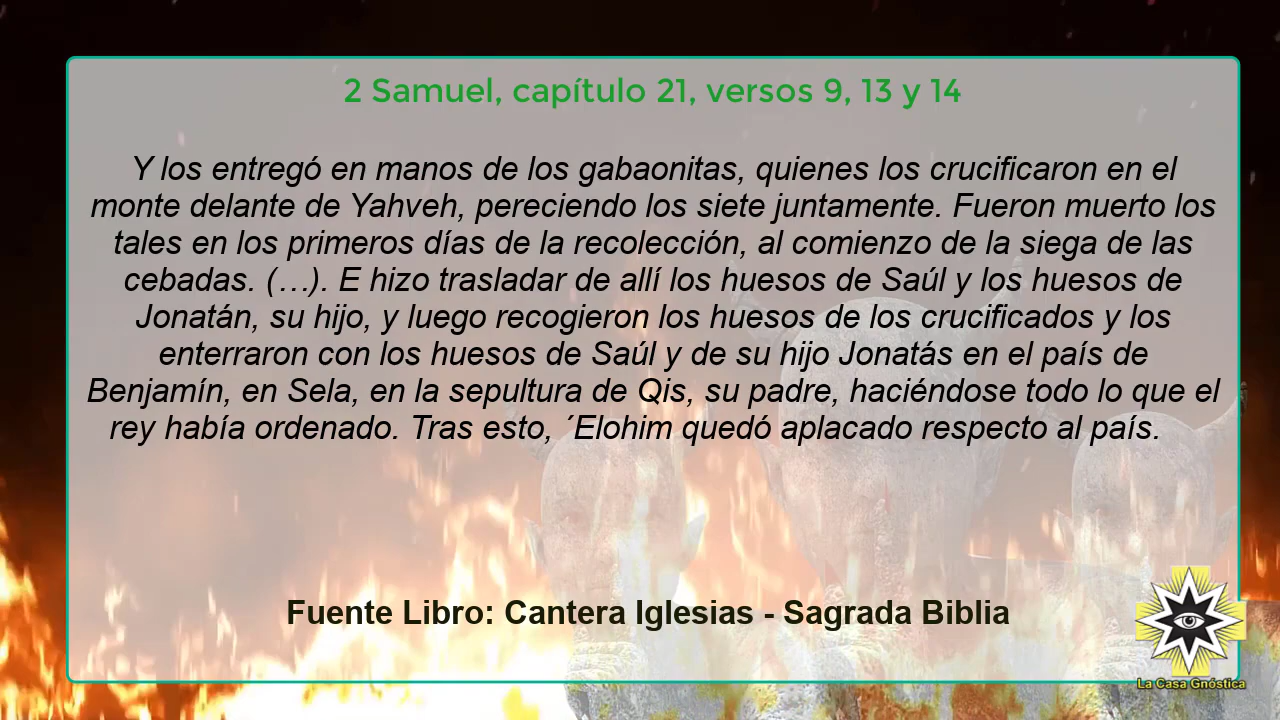 2 Samuel, capítulo 21, versos 9, 13 y 14
Y los entregó en manos de los gabaonitas, quienes los crucificaron en el
monte delante de Yahveh, pereciendo los siete juntamente. Fueron muerto los
tales en los primeros días de la recolección, al comienzo de la siega de las
cebadas. (…). E hizo trasladar de allí los huesos de Saúl y los huesos de
Jonatán, su hijo, y luego recogieron los huesos de los crucificados y los
enterraron con los huesos de Saúl y de su hijo Jonatás en el país de
Benjamín, en Sela, en la sepultura de Qis, su padre, haciéndose todo lo que el
rey había ordenado. Tras esto, ´Elohim quedó aplacado respecto al país.
Fuente Libro: Cantera Iglesias - Sagrada Biblia
La Casa Gnóstica